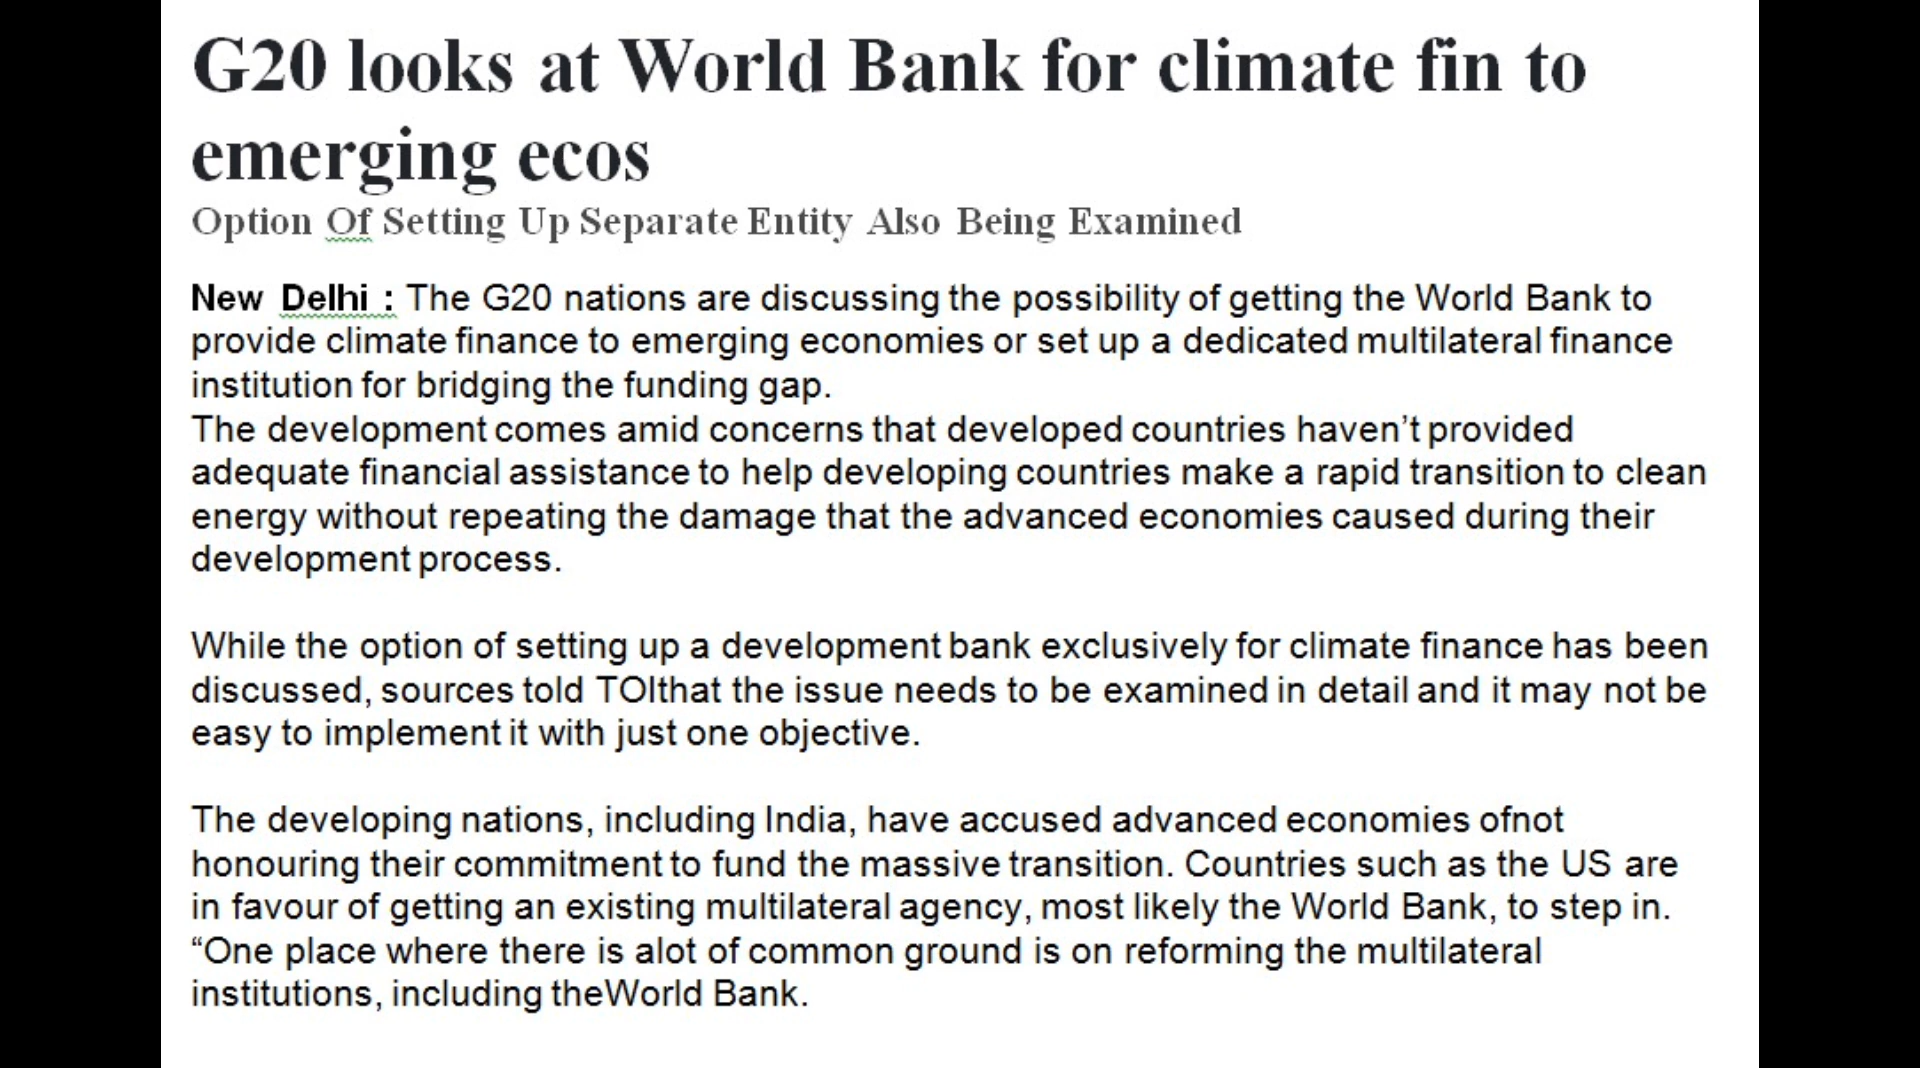 G20 looks at World Bank for climate fin to
emerging ecos
Option Of Setting Up Separate Entity Also Being Examined
New Delhi : The G20 nations are discussing the possibility of getting the World Bank to
provide climate finance to emerging economies or set up a dedicated multilateral finance
institution for bridging the funding gap.
The development comes amid concerns that developed countries haven’t provided
adequate financial assistance to help developing countries make a rapid transition to clean
energy without repeating the damage that the advanced economies caused during their
development process.
While the option of setting up a development bank exclusively for climate finance has been
discussed, sources told TOIthat the issue needs to be examined in detail and it may not be
easy to implement it with just one objective.
The developing nations, including India, have accused advanced economies ofnot
honouring their commitment to fund the massive transition. Countries such as the US are
in favour of getting an existing multilateral agency, most likely the World Bank, to step in.
“One place where there is alot of common ground is on reforming the multilateral
institutions, including theWorld Bank.